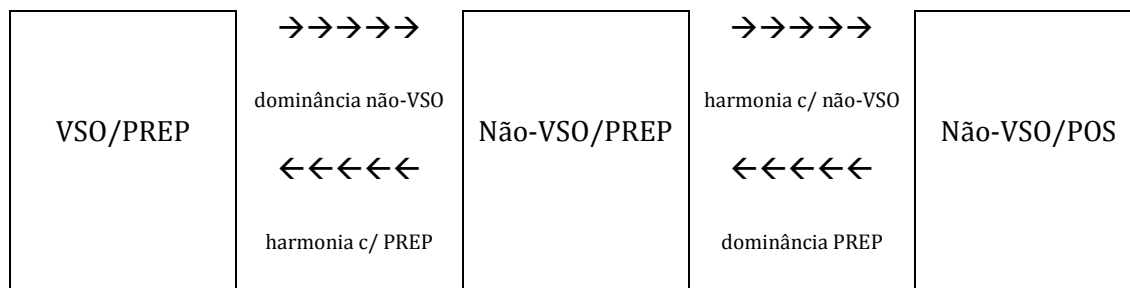 →→→→→ →→→→→
dominância não-VSO harmonia c/ não-VSO
VSO/PREP Não-VSO/PREP Não-VSO/POS
←←←←← ←←←←←
harmonia c/ PREP dominância PREP